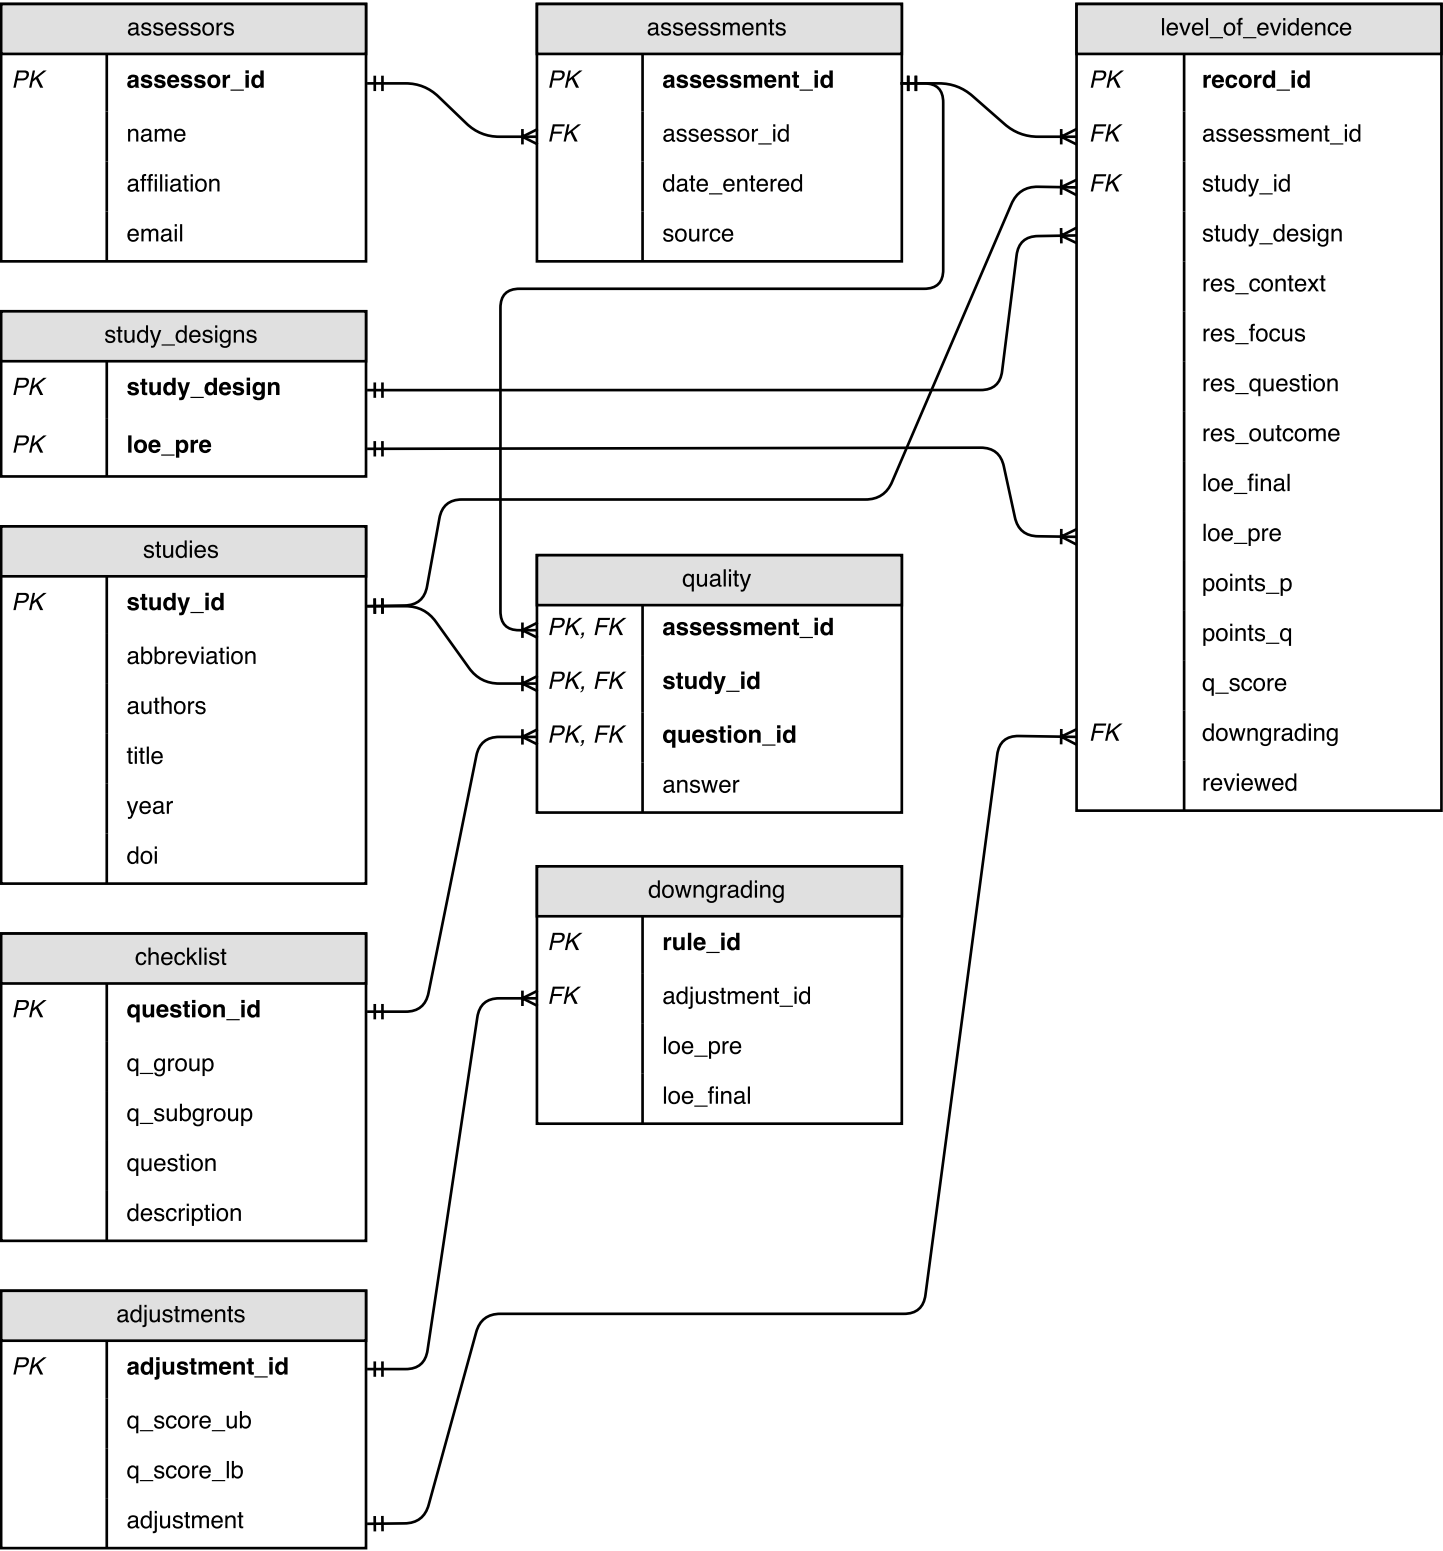 assessors
PK assessor_id
name
affiliation
email
assessments
PK assessment_id
FK assessor_id
date_entered
source
level_of_evidence
PK record_id
FK assessment_id
FK study_id
study_design
res_context
res_focus
res_question
res_outcome
loe_final
loe_pre
points_p
points_q
q_score
FK downgrading
reviewed
study_designs
PK study_design
PK loe_pre
studies
PK study_id
abbreviation
authors
title
year
doi
quality
PK, FK assessment_id
PK, FK study_id
PK, FK question_id
answer
checklist
PK question_id
q_group
q_subgroup
question
description
downgrading
PK rule_id
FK adjustment_id
loe_pre
loe_final
adjustments
PK adjustment_id
q_score_ub
q_score_lb
adjustment